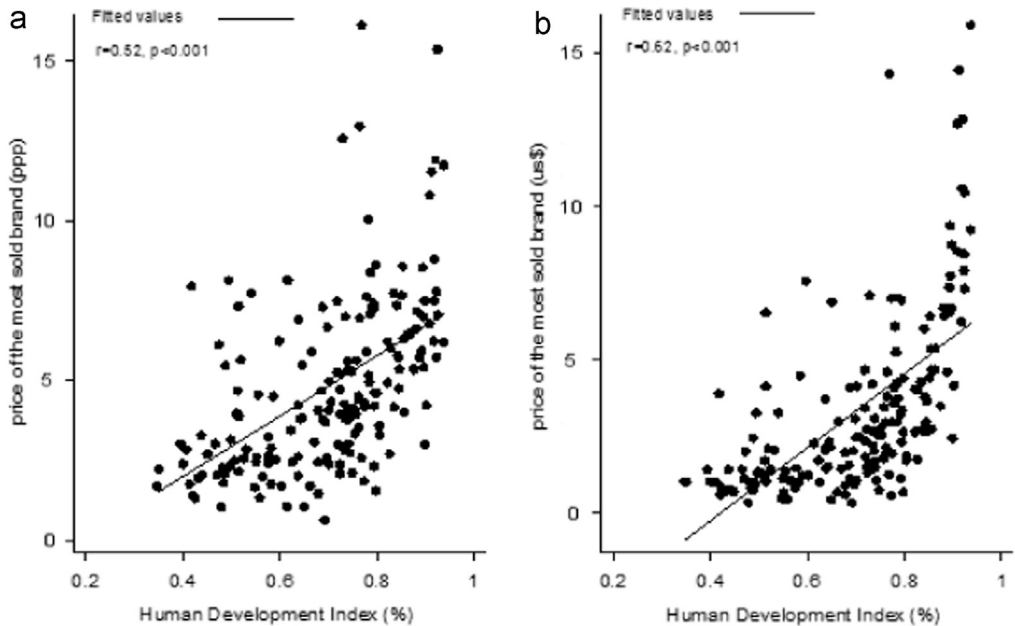 a
Fitted values
r=0.52, p<0.001
15
10
5
0
price of the most sold brand (ppp)
0.2 0.4 0.6 0.8 1
Human Development Index (%)
b
Fitted values
r=0.62, p<0.001
15
10
5
0
price of the most sold brand (us$)
0.2 0.4 0.6 0.8 1
Human Development Index (%)